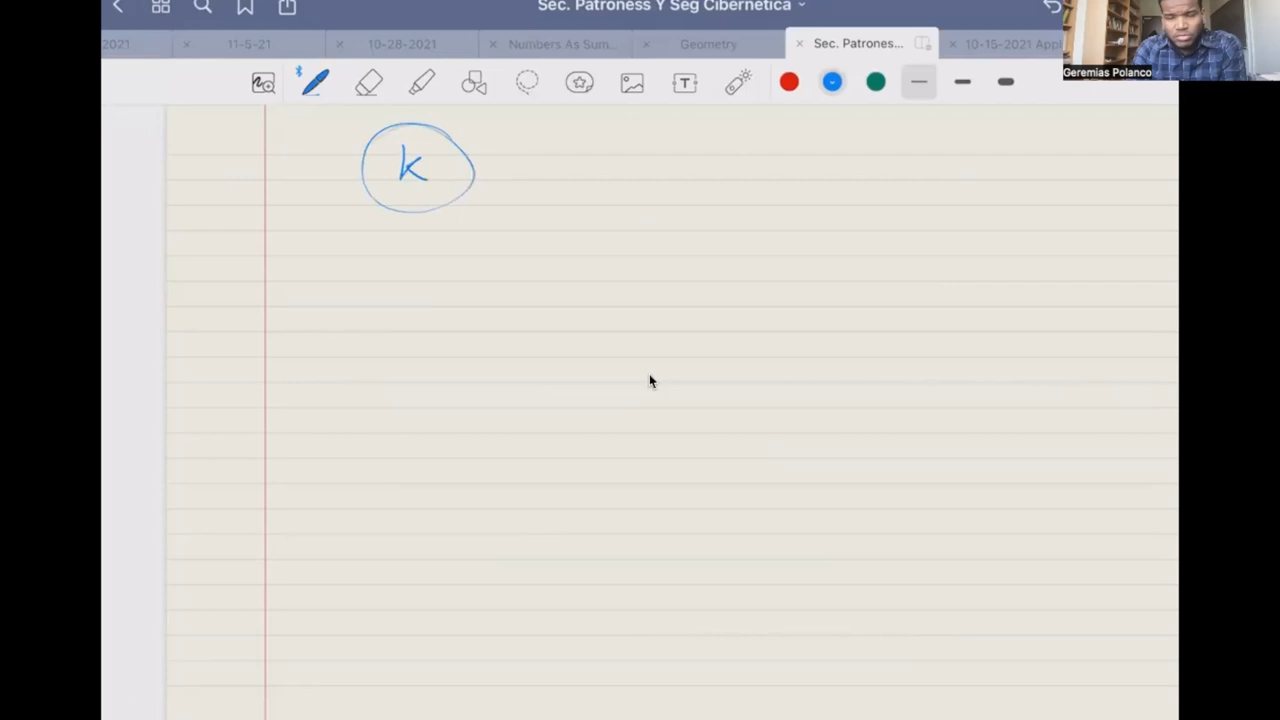 Sec. Patroness Y Seg Cibernetica
2021
11-5-21
10-28-2021
Numbers As Sum...
Geometry
Sec. Patrones...
10-15-2021 Appl
Geremias Polanco
T
K